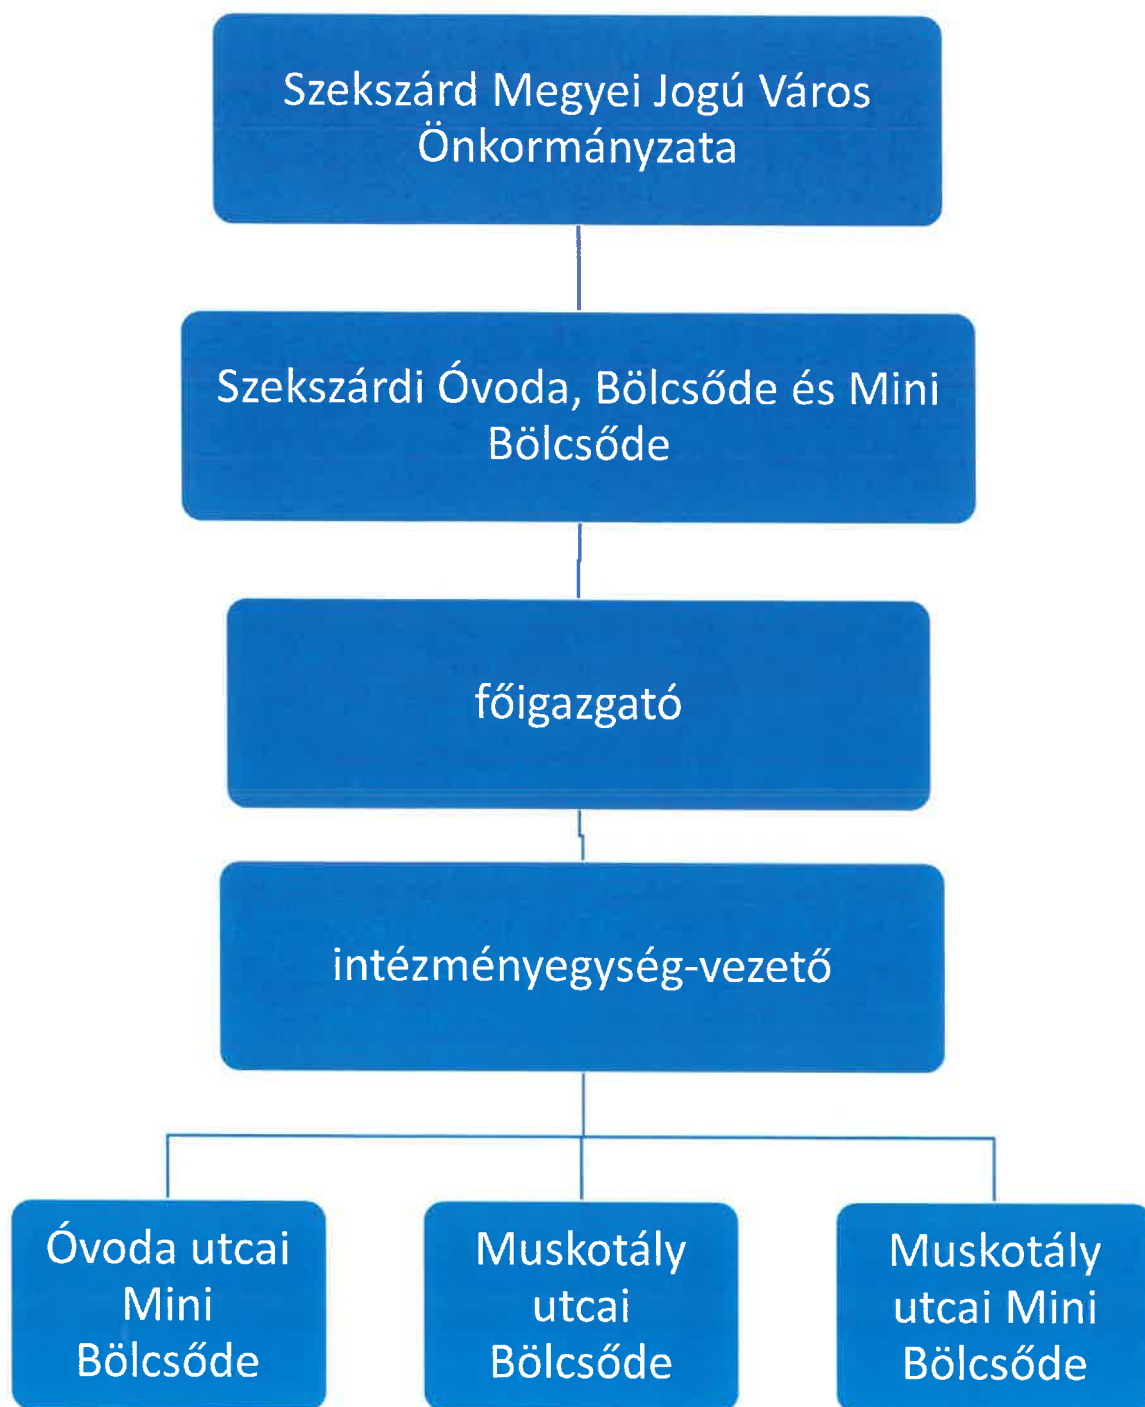 Szekszárd Megyei Jogú Város
Önkormányzata
Szekszárdi Óvoda, Bölcsőde és Mini
Bölcsőde
főigazgató
intézményegység-vezető
Óvoda utcai
Mini
Bölcsőde
Muskotály
utcai
Bölcsőde
Muskotály
utcai Mini
Bölcsőde